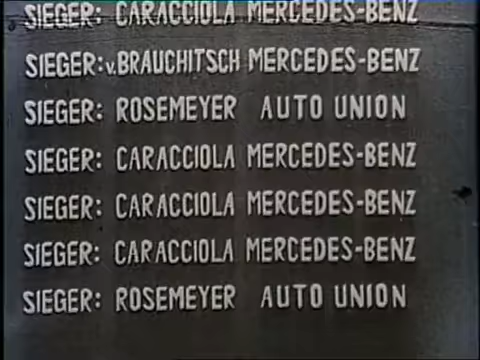 SIEGER: CARACCIOLA MERCEDES-BENZ
SIEGER: v.BRAUCHITSCH MERCEDES-BENZ
SIEGER: ROSEMEYER AUTO UNION
SIEGER: CARACCIOLA MERCEDES-BENZ
SIEGER: CARACCIOLA MERCEDES-BENZ
SIEGER: CARACCIOLA MERCEDES-BENZ
SIEGER: ROSEMEYER AUTO UNION